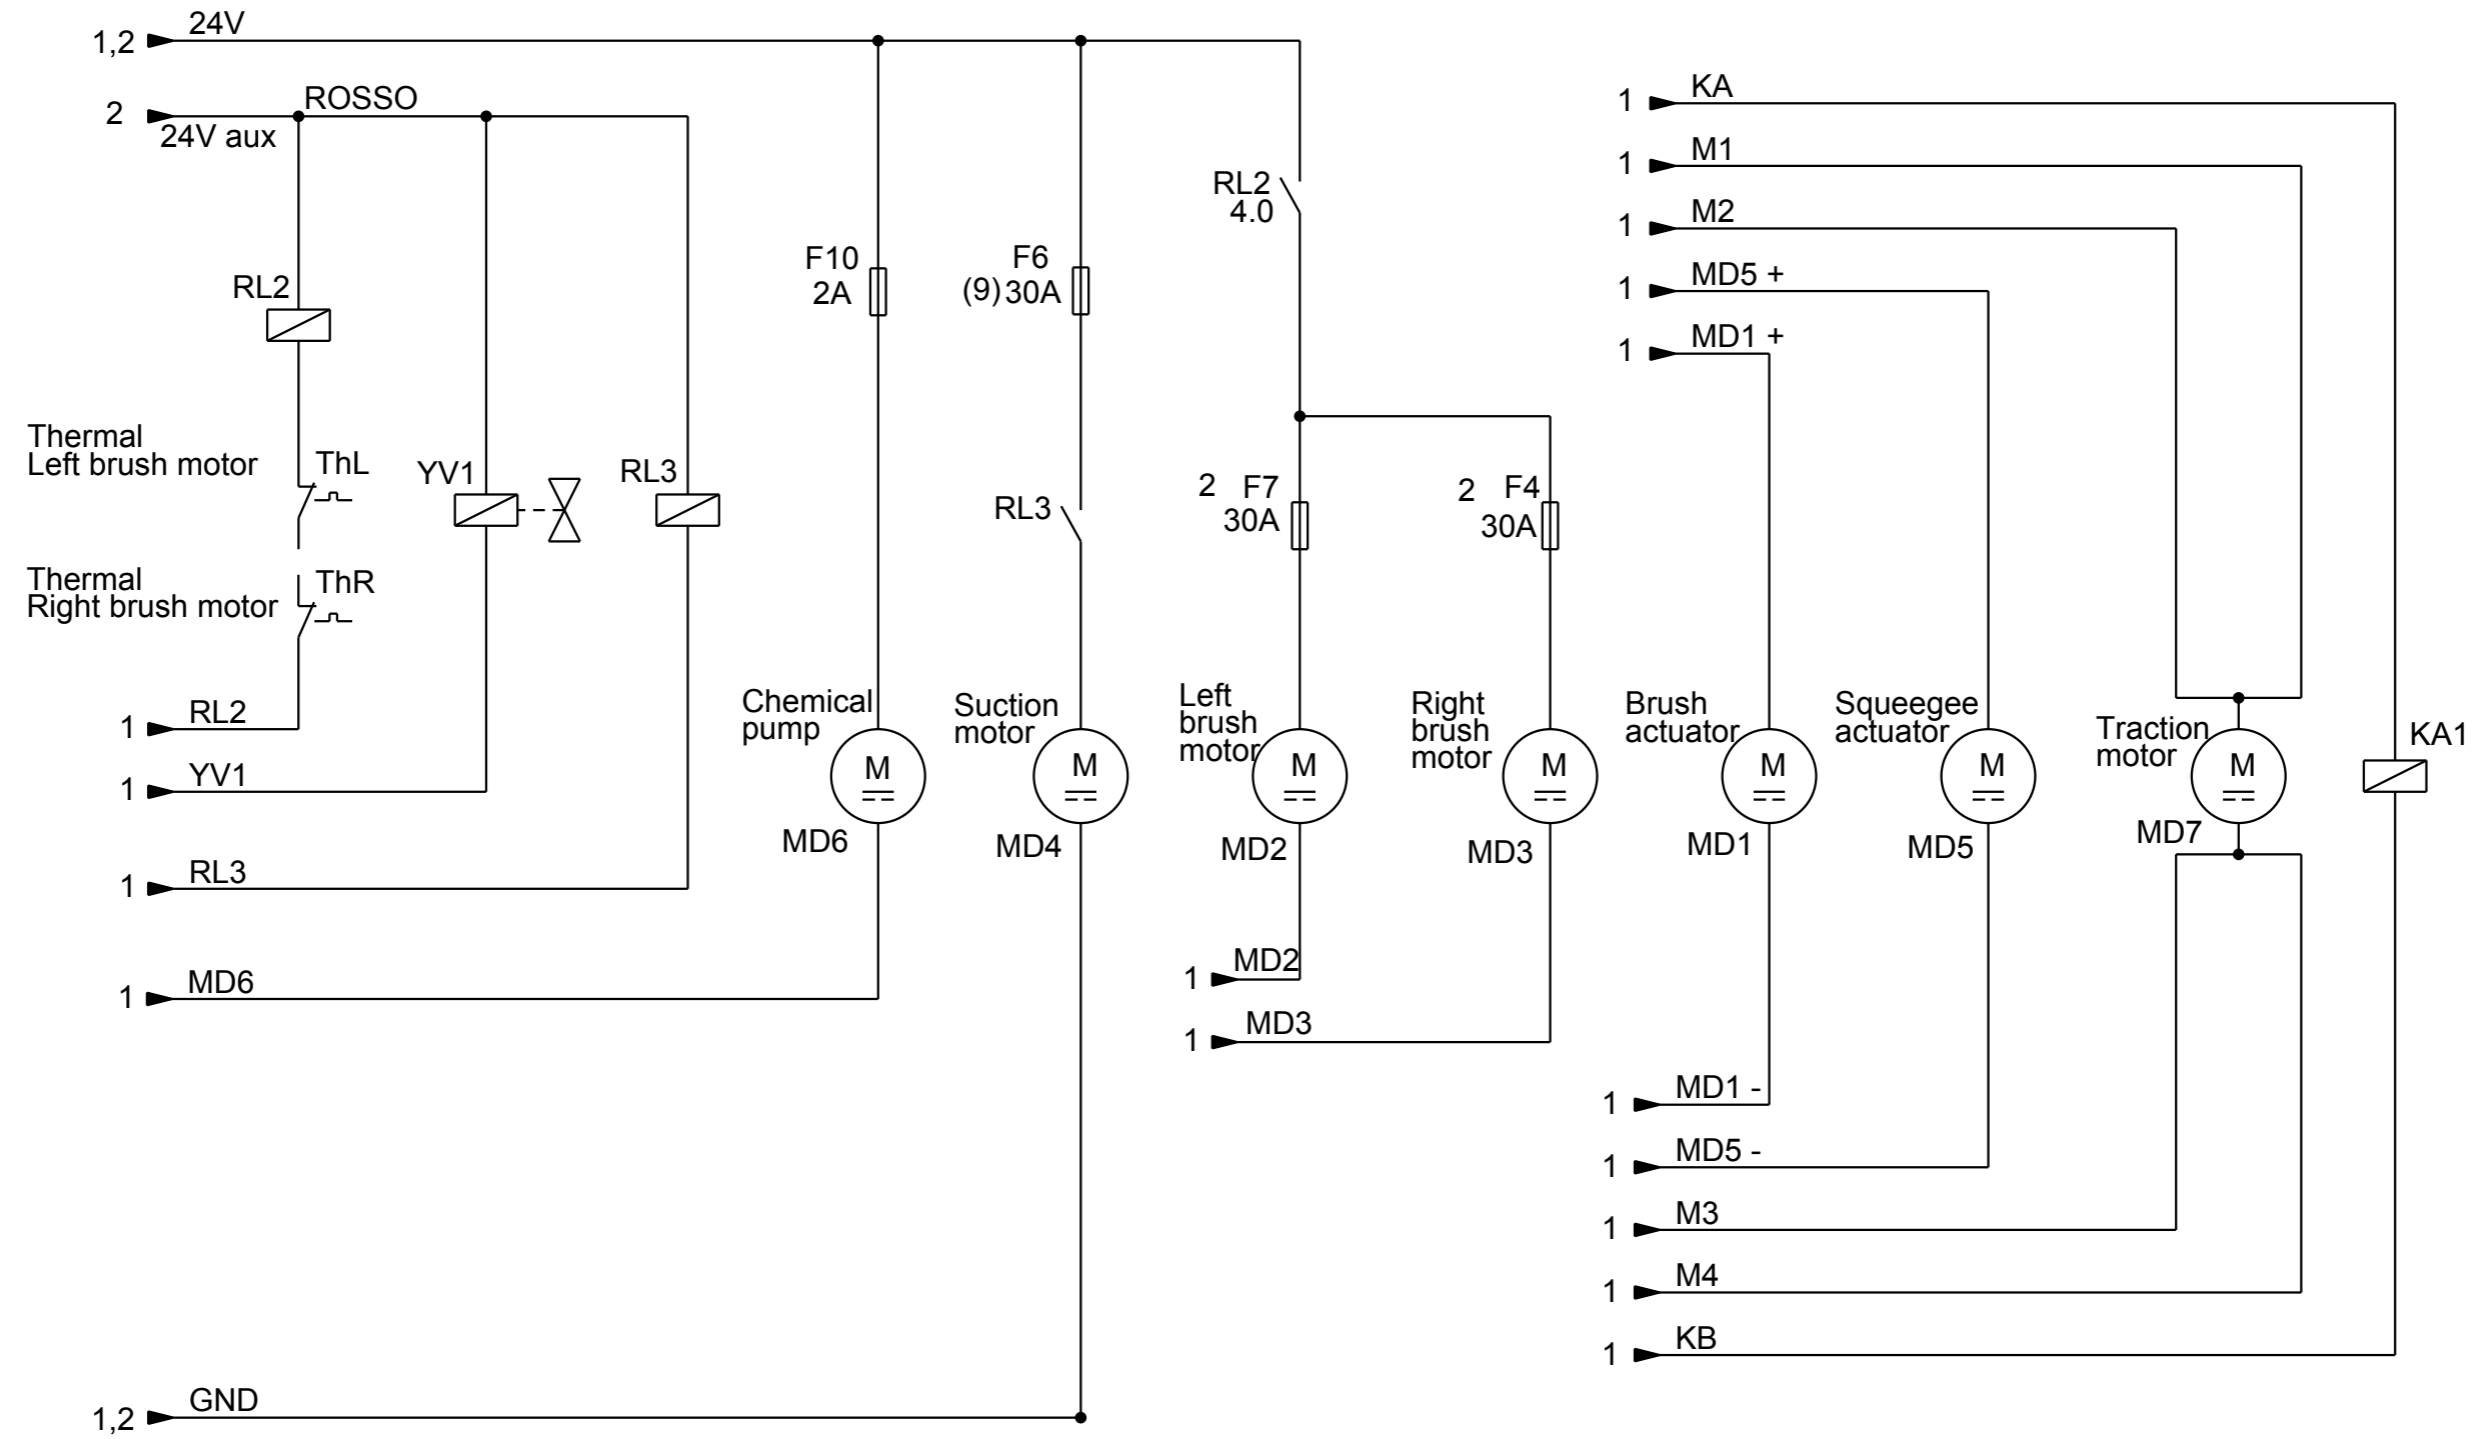 1,2 24V
2 ROSSO
24V aux
RL2
Thermal
Left brush motor
ThL
Thermal
Right brush motor
ThR
YV1
RL3
1 RL2
1 YV1
1 RL3
1 MD6
1,2 GND
F10
2A
Chemical
pump
M
MD6
F6
(9) 30A
RL3
Suction
motor
M
MD4
RL2
4.0
2 F7
30A
Left
brush
motor
M
MD2
1 MD2
2 F4
30A
Right
brush
motor
M
MD3
1 MD3
1 KA
1 M1
1 M2
1 MD5 +
1 MD1 +
Brush
actuator
M
MD1
Squeegee
actuator
M
MD5
Traction
motor
M
MD7
KA1
1 MD1 -
1 MD5 -
1 M3
1 M4
1 KB